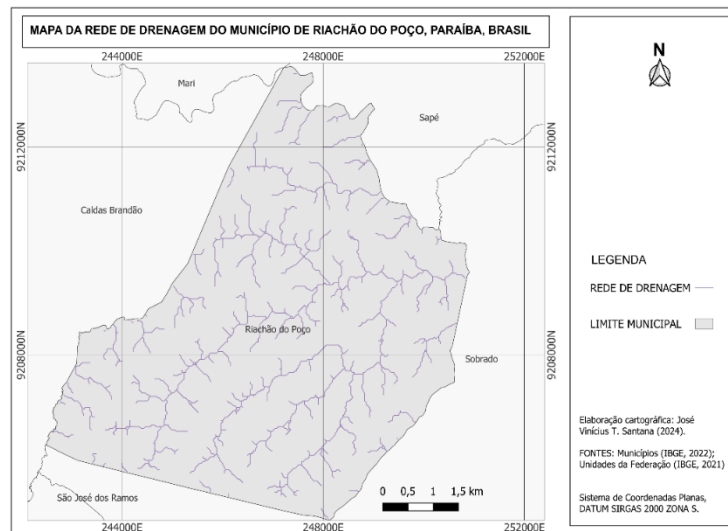 MAPA DA REDE DE DRENAGEM DO MUNICÍPIO DE RIACHÃO DO POÇO, PARAÍBA, BRASIL
244000E
248000E
252000E
N
Mari
Sapé
9212000N
9212000N
Caldas Brandão
LEGENDA
REDE DE DRENAGEM
LIMITE MUNICIPAL
Riachão do Poço
9208000N
Sobrado
9208000N
Elaboração cartográfica: José
Vinícius T. Santana (2024).
FONTES: Municípios (IBGE, 2022);
Unidades da Federação (IBGE, 2021)
São José dos Ramos
0 0,5 1 1,5 km
Sistema de Coordenadas Planas,
DATUM SIRGAS 2000 ZONA S.
244000E
248000E
252000E